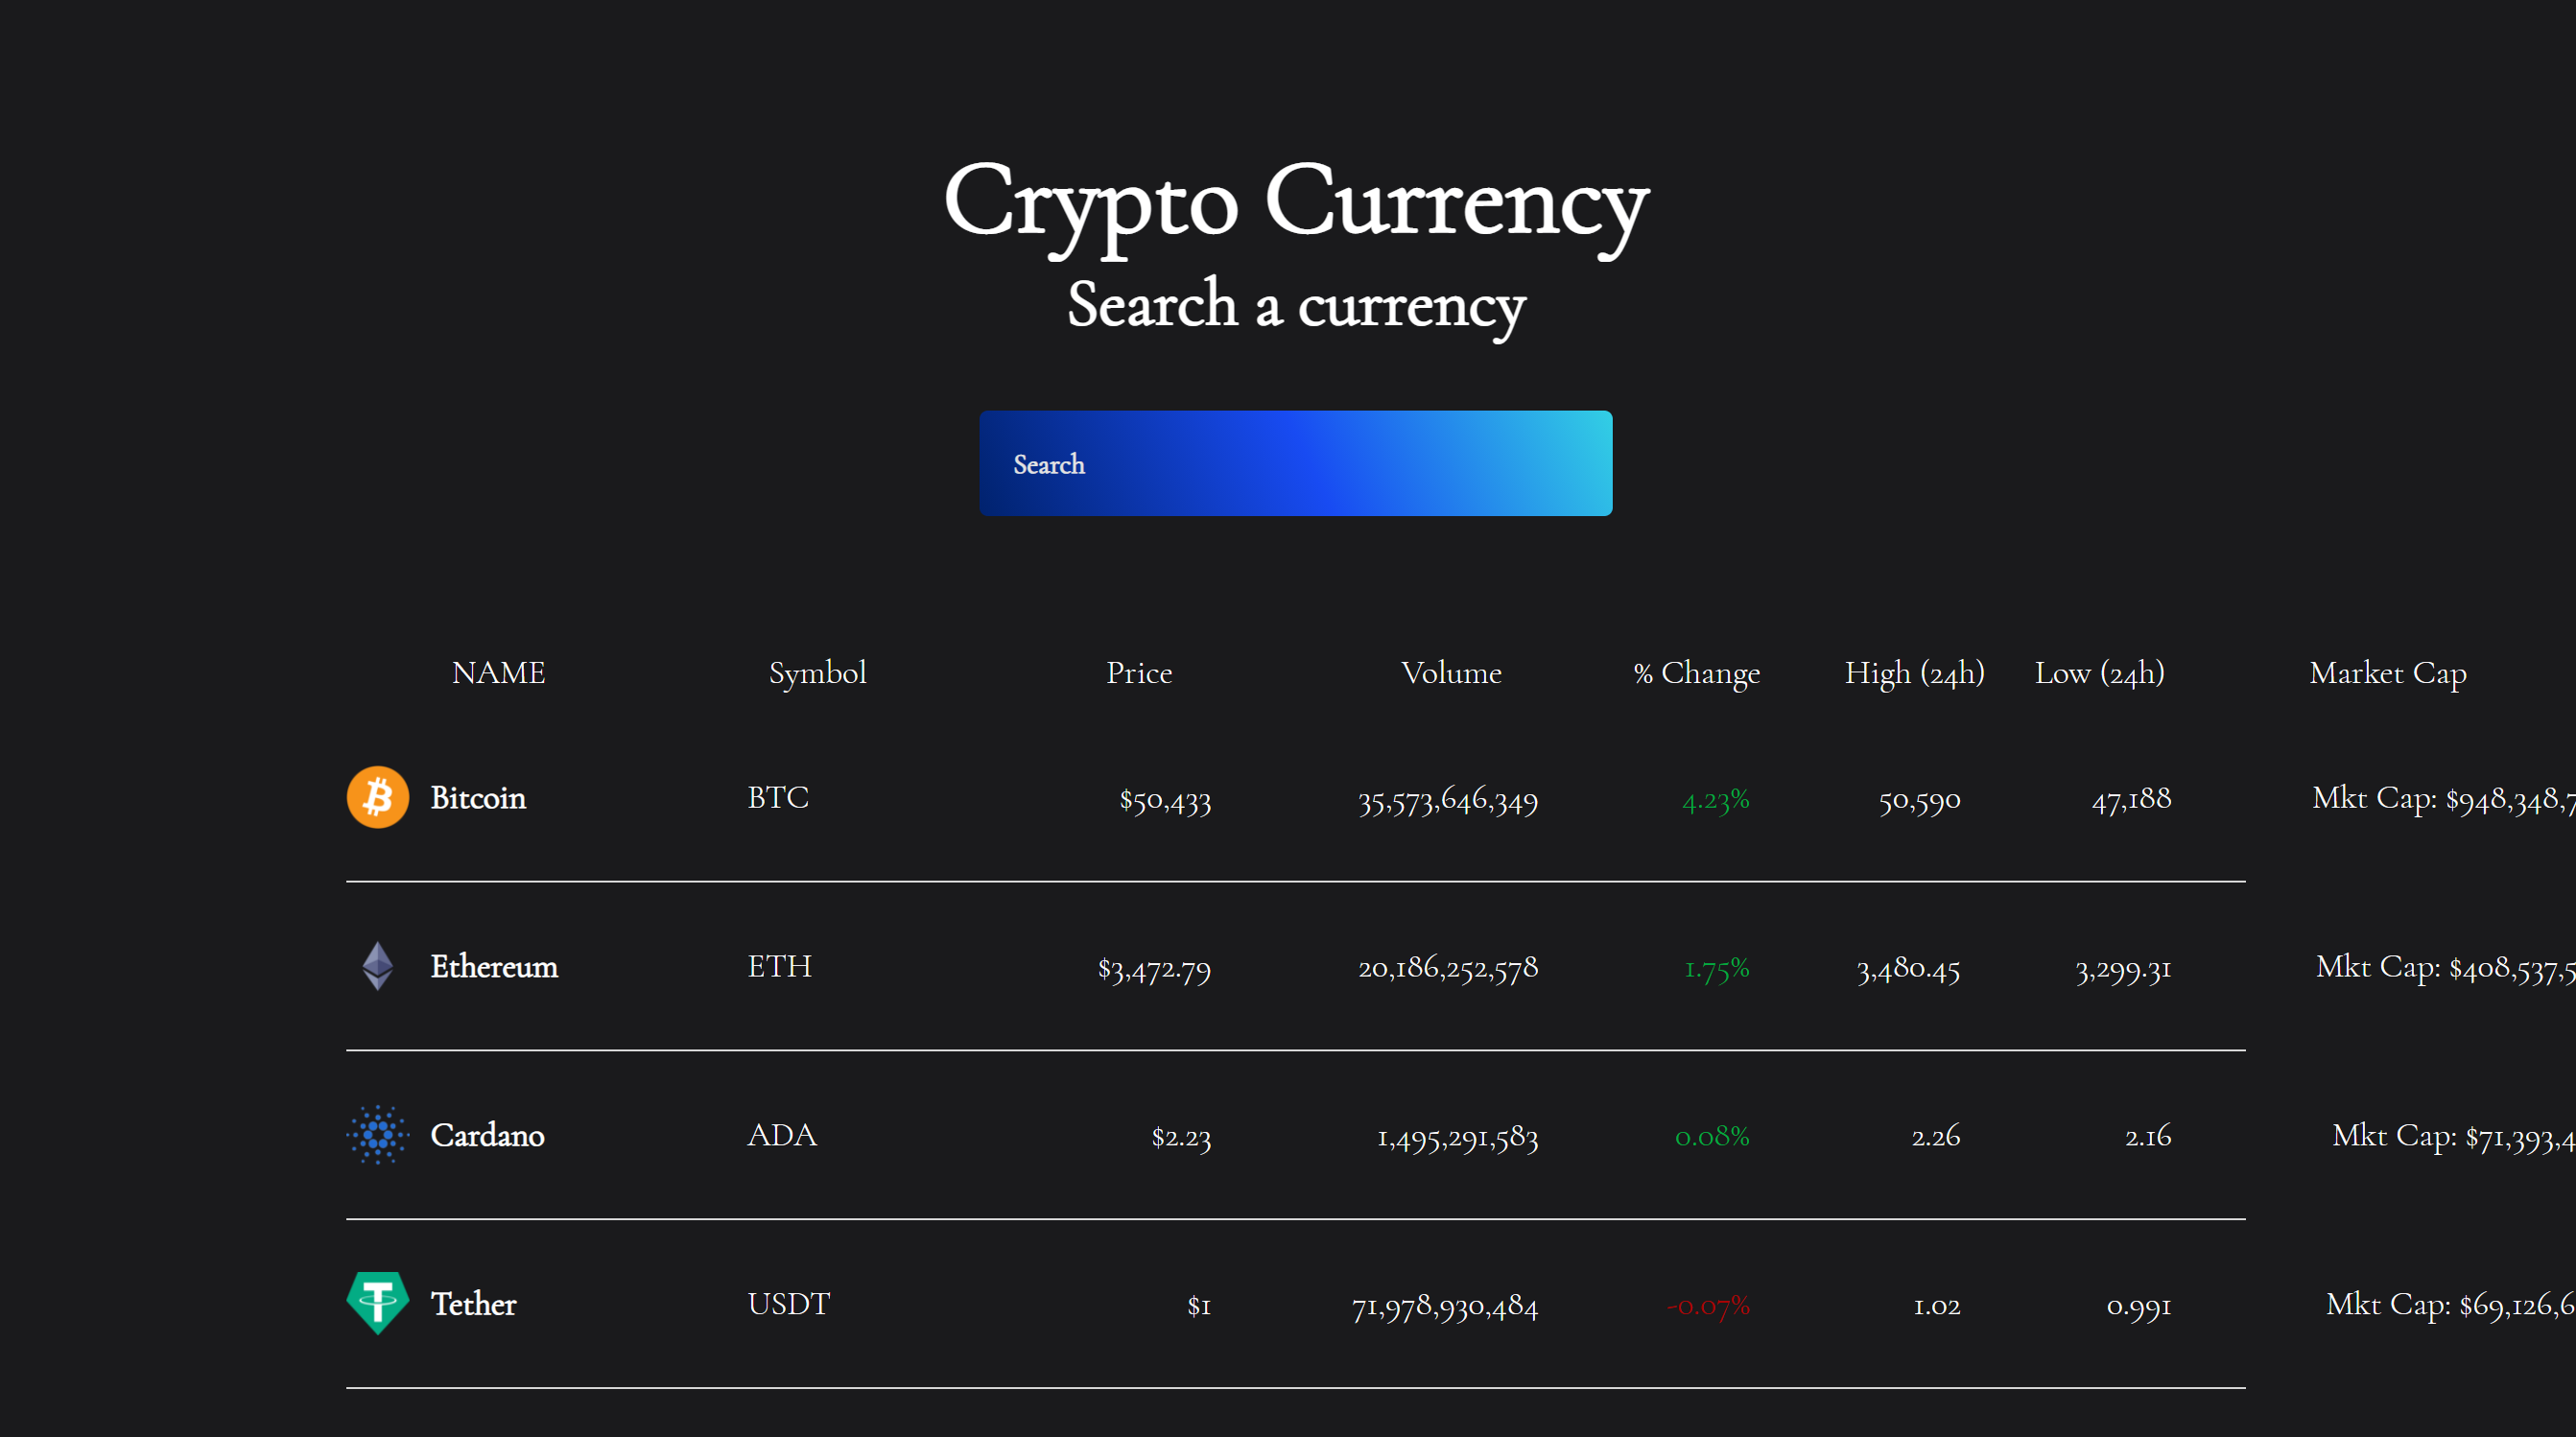 Crypto Currency
Search a currency
Search
NAME Symbol Price Volume % Change High (24h) Low (24h) Market Cap
Bitcoin BTC $50,433 35,573,646,349 4.23% 50,590 47,188 Mkt Cap: $948,348,7
Ethereum ETH $3,472.79 20,186,252,578 1.75% 3,480.45 3,299.31 Mkt Cap: $408,537,5
Cardano ADA $2.23 1,495,291,583 0.08% 2.26 2.16 Mkt Cap: $71,393,4
Tether USDT $1 71,978,930,484 -0.07% 1.02 0.991 Mkt Cap: $69,126,6